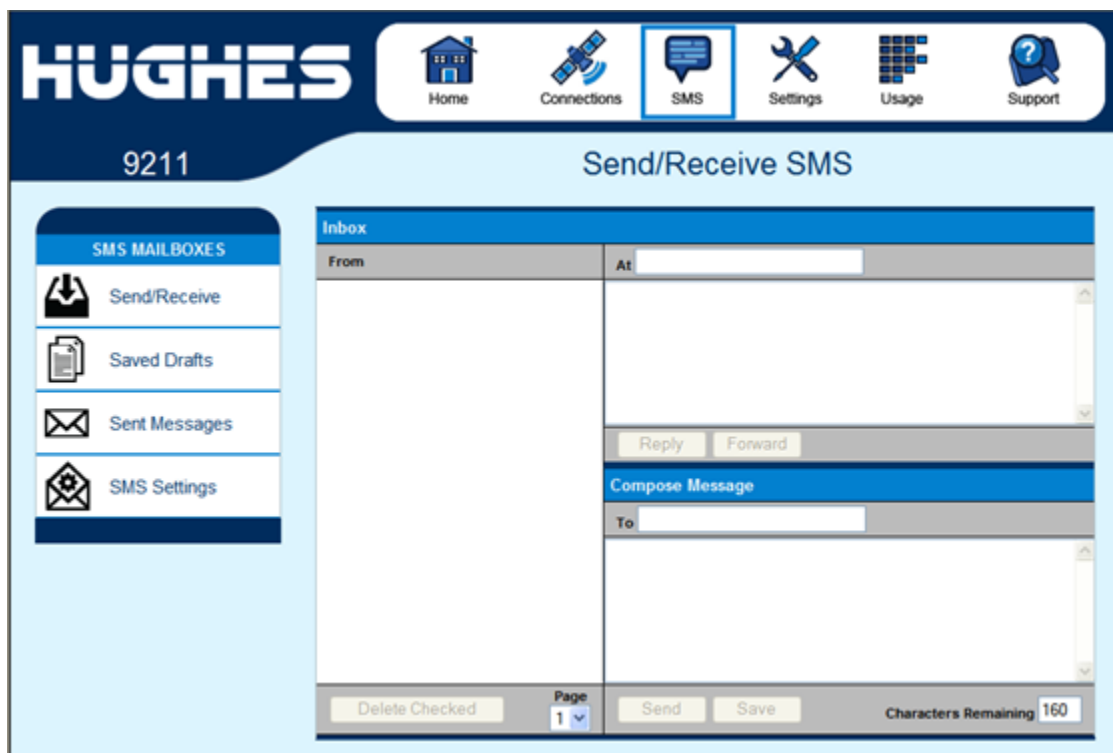 HUGHES
Home Connections SMS Settings Usage Support
9211
Send/Receive SMS
SMS MAILBOXES
Send/Receive
Saved Drafts
Sent Messages
SMS Settings
Inbox
From
At
Reply Forward
Compose Message
To
Delete Checked
Page
1
Send Save
Characters Remaining 160